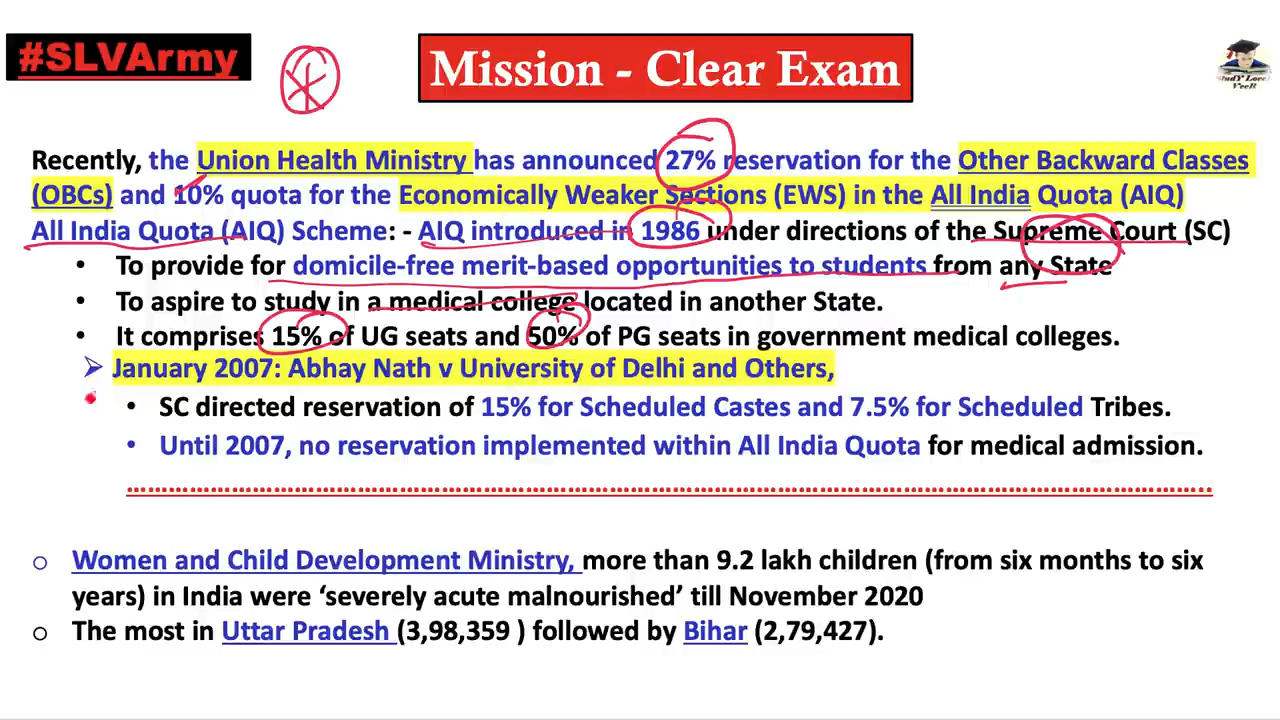 #SLVArmy
Mission - Clear Exam
StudY Lover
VeeR
Recently, the Union Health Ministry has announced 27% reservation for the Other Backward Classes
(OBCs) and 10% quota for the Economically Weaker Sections (EWS) in the All India Quota (AIQ)
All India Quota (AIQ) Scheme: - AIQ introduced in 1986 under directions of the Supreme Court (SC)
• To provide for domicile-free merit-based opportunities to students from any State
• To aspire to study in a medical college located in another State.
• It comprises 15% of UG seats and 50% of PG seats in government medical colleges.
➢ January 2007: Abhay Nath v University of Delhi and Others,
• SC directed reservation of 15% for Scheduled Castes and 7.5% for Scheduled Tribes.
• Until 2007, no reservation implemented within All India Quota for medical admission.
o Women and Child Development Ministry, more than 9.2 lakh children (from six months to six
years) in India were ‘severely acute malnourished’ till November 2020
o The most in Uttar Pradesh (3,98,359 ) followed by Bihar (2,79,427).